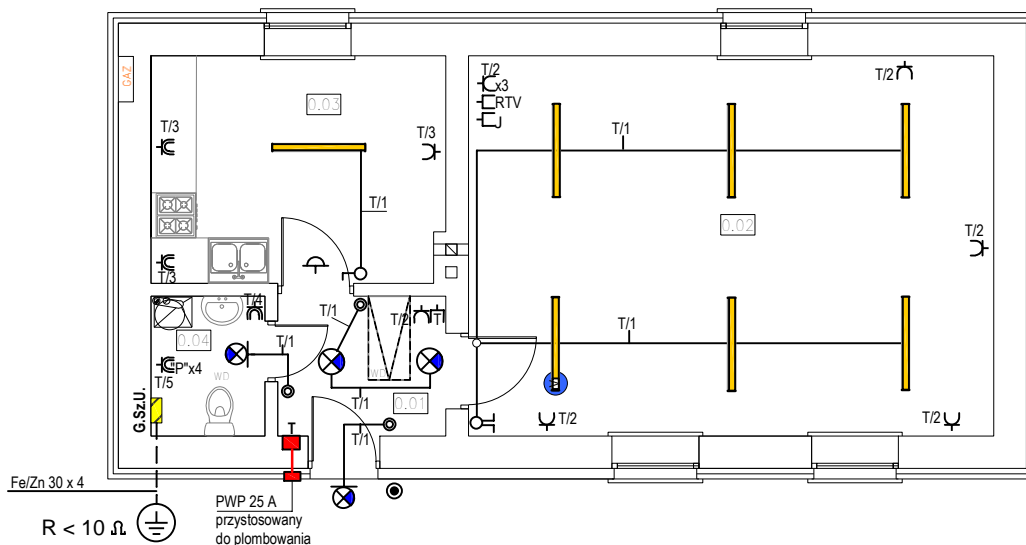 GAZ
0.03
T/3
T/3
T/1
T/3
T/2
x3
RTV
J
T/2
T/1
0.02
T/2
T/1
T/4
T/1
T/2
T
0.04
T/1
"P"x4
WD
WD
T/5
G.Sz.U.
T/1
0.01
T/1
T
W
T/2
T/2
Fe/Zn 30 x 4
R < 10 Ω
PWP 25 A
przystosowany
do plombowania